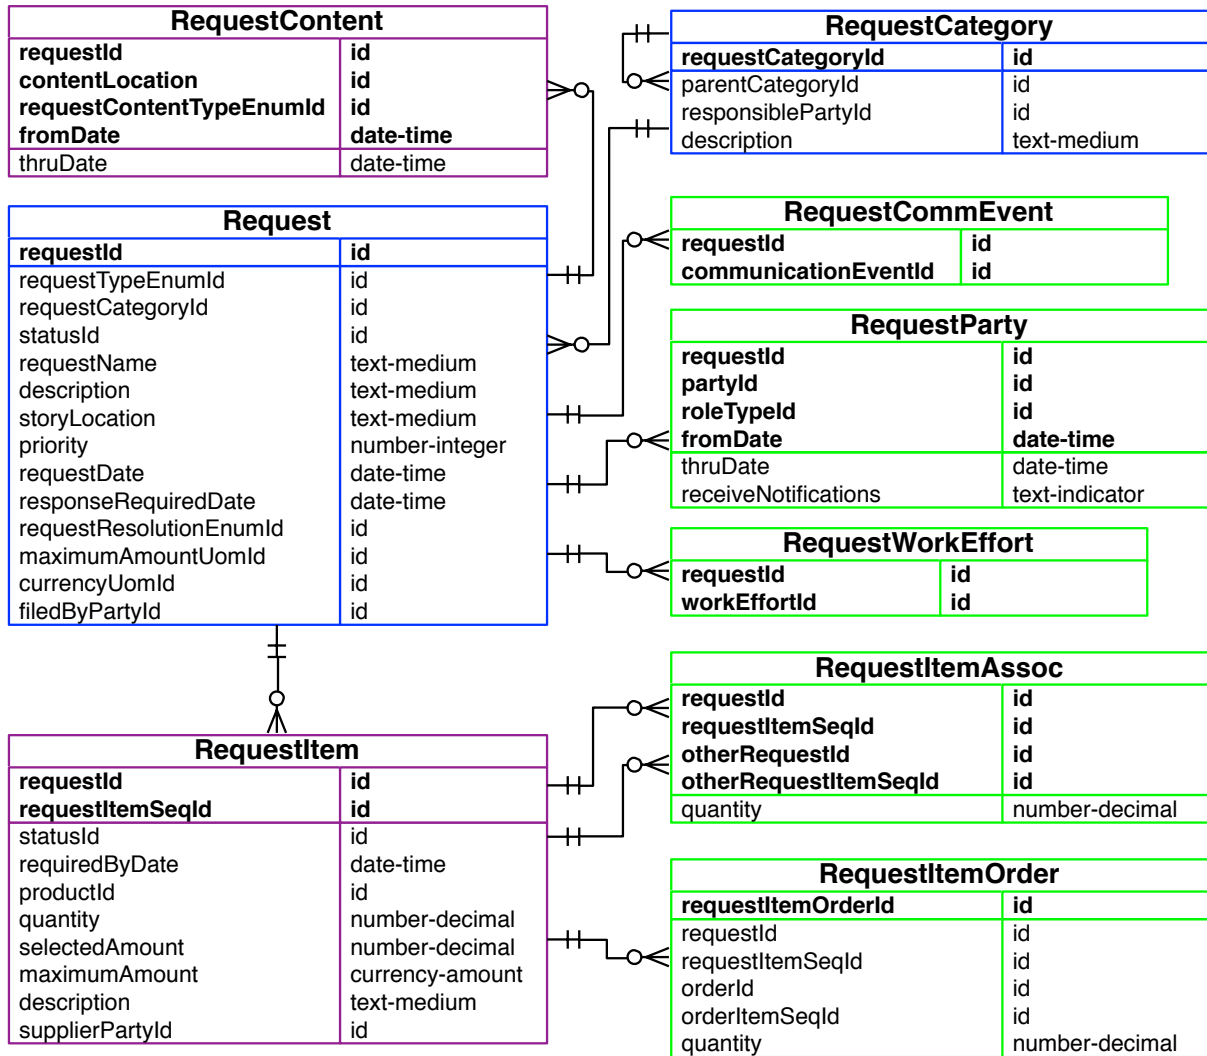 RequestContent
requestId id
contentLocation id
requestContentTypeEnumId id
fromDate date-time
thruDate date-time
Request
requestId id
requestTypeEnumId id
requestCategoryId id
statusId id
requestName text-medium
description text-medium
storyLocation text-medium
priority number-integer
requestDate date-time
responseRequiredDate date-time
requestResolutionEnumId id
maximumAmountUomId id
currencyUomId id
filedByPartyId id
RequestItem
requestId id
requestItemSeqId id
statusId id
requiredByDate date-time
productId id
quantity number-decimal
selectedAmount number-decimal
maximumAmount currency-amount
description text-medium
supplierPartyId id
RequestCategory
requestCategoryId id
parentCategoryId id
responsiblePartyId id
description text-medium
RequestCommEvent
requestId id
communicationEventId id
RequestParty
requestId id
partyId id
roleTypeId id
fromDate date-time
thruDate date-time
receiveNotifications text-indicator
RequestWorkEffort
requestId id
workEffortId id
RequestItemAssoc
requestId id
requestItemSeqId id
otherRequestId id
otherRequestItemSeqId id
quantity number-decimal
RequestItemOrder
requestItemOrderId id
requestId id
requestItemSeqId id
orderId id
orderItemSeqId id
quantity number-decimal